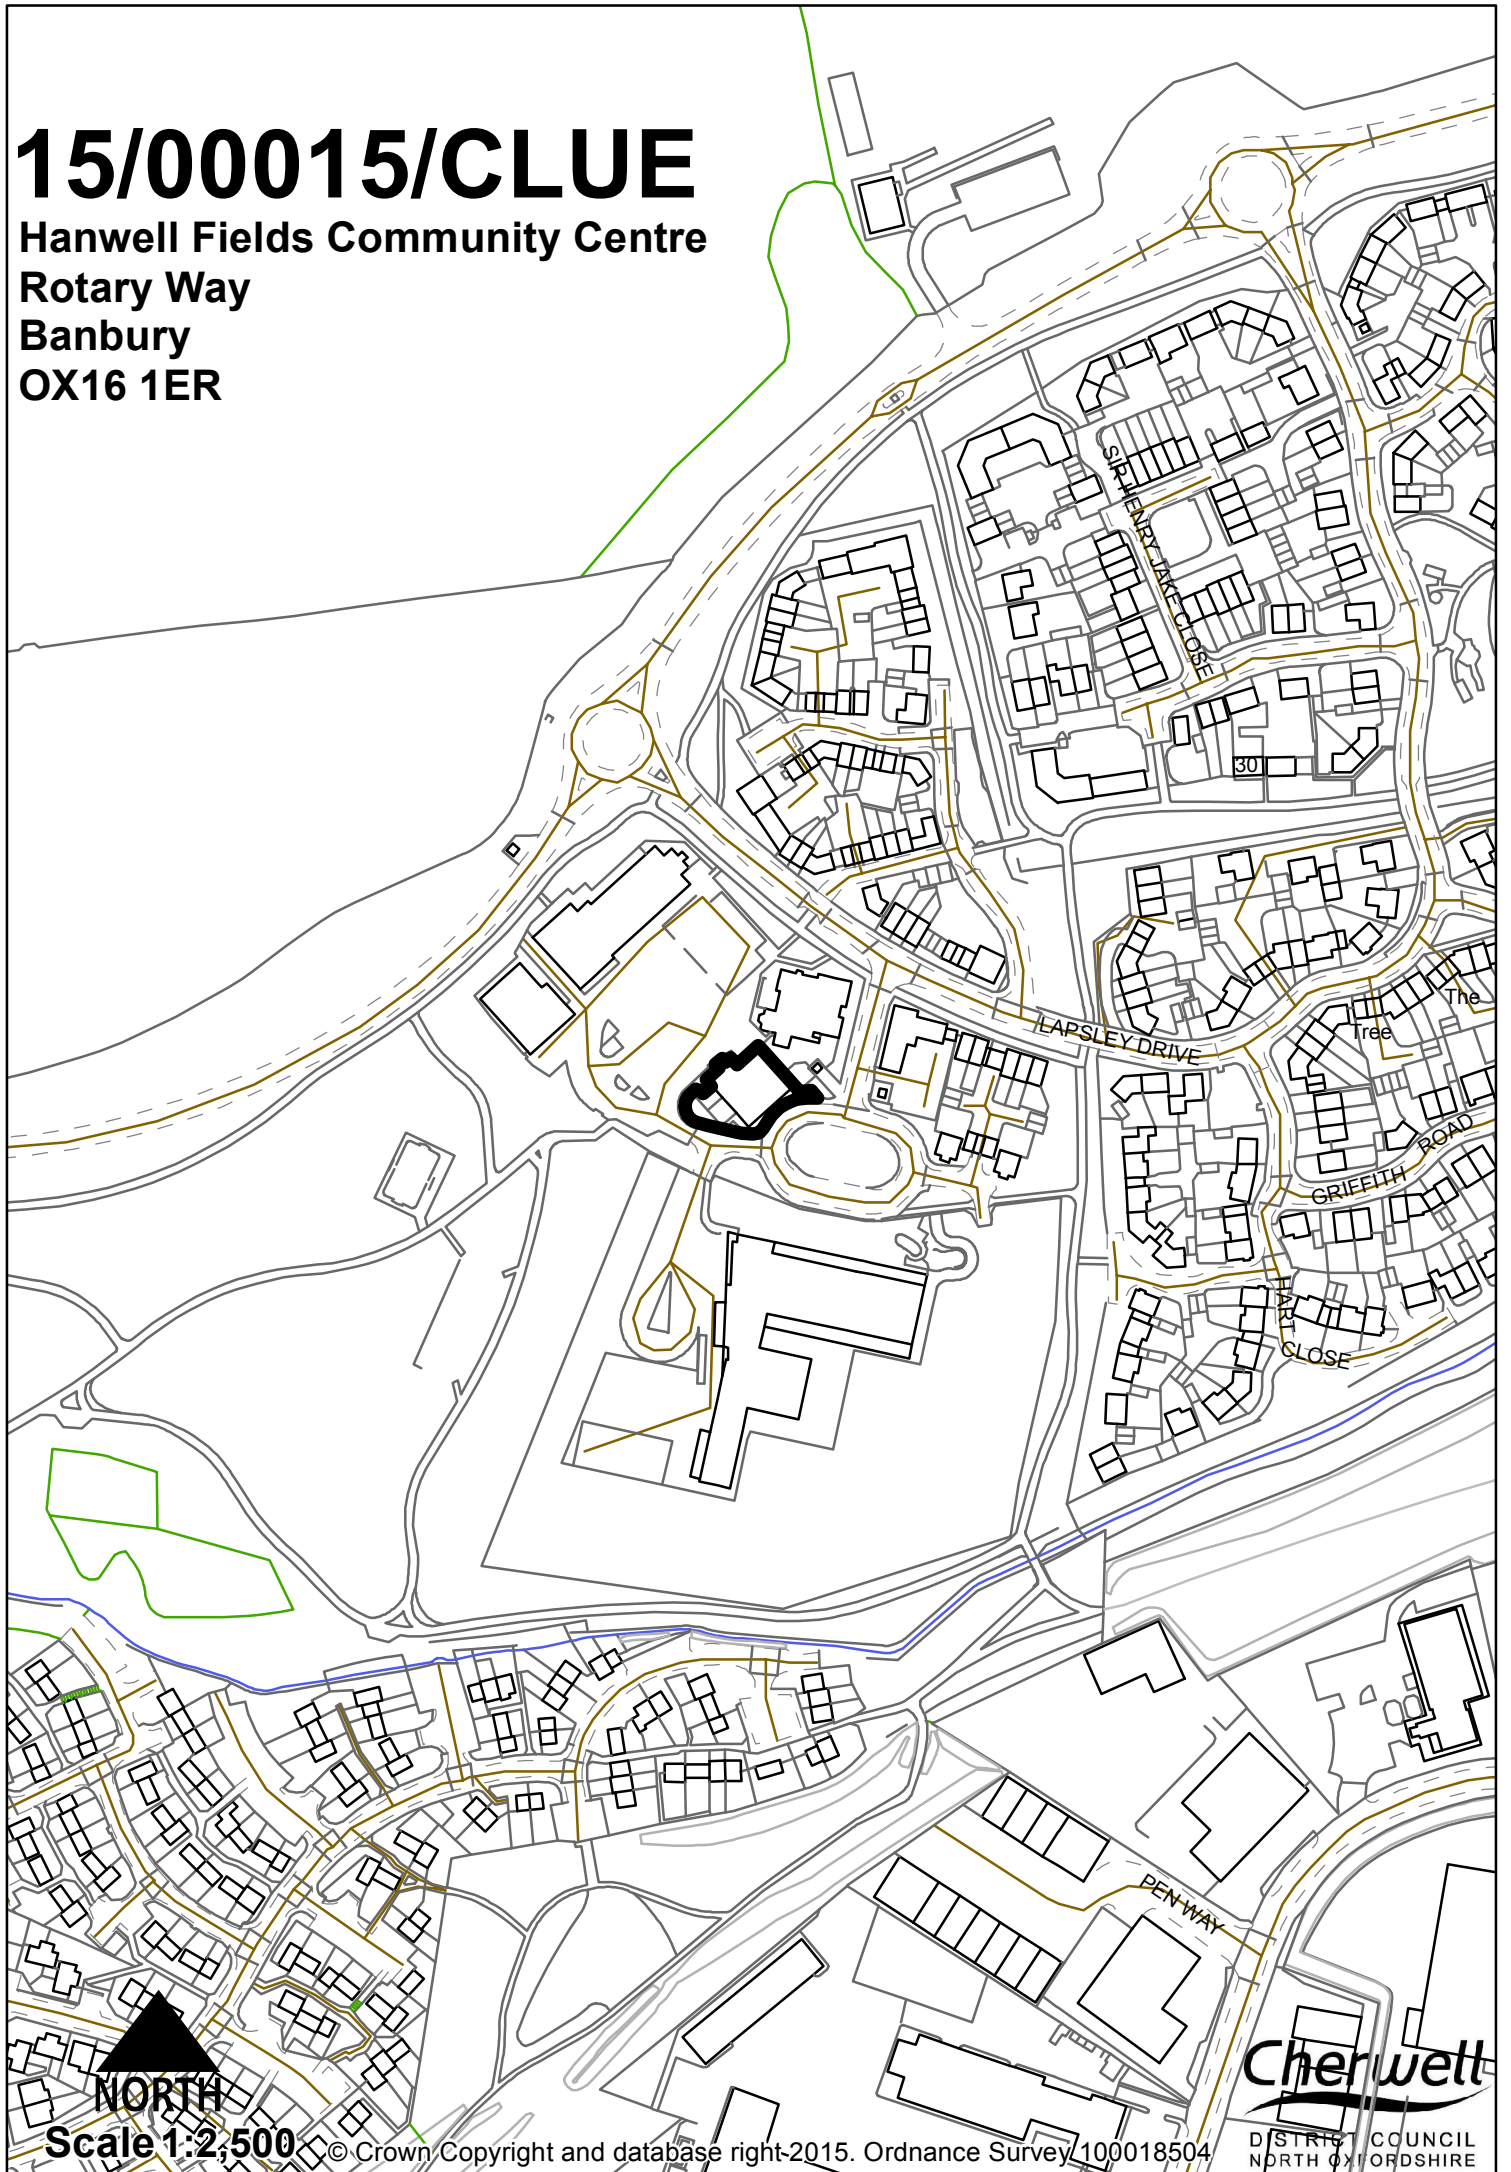 15/00015/CLUE
Hanwell Fields Community Centre
Rotary Way
Banbury
OX16 1ER
SIR HENRY JAKE CLOSE
30
The
Tree
LAPSLEY DRIVE
GRIFFITH ROAD
HART CLOSE
PEN WAY
NORTH
Scale 1:2,500
© Crown Copyright and database right 2015. Ordnance Survey 100018504
Cherwell
DISTRICT COUNCIL
NORTH OXFORDSHIRE